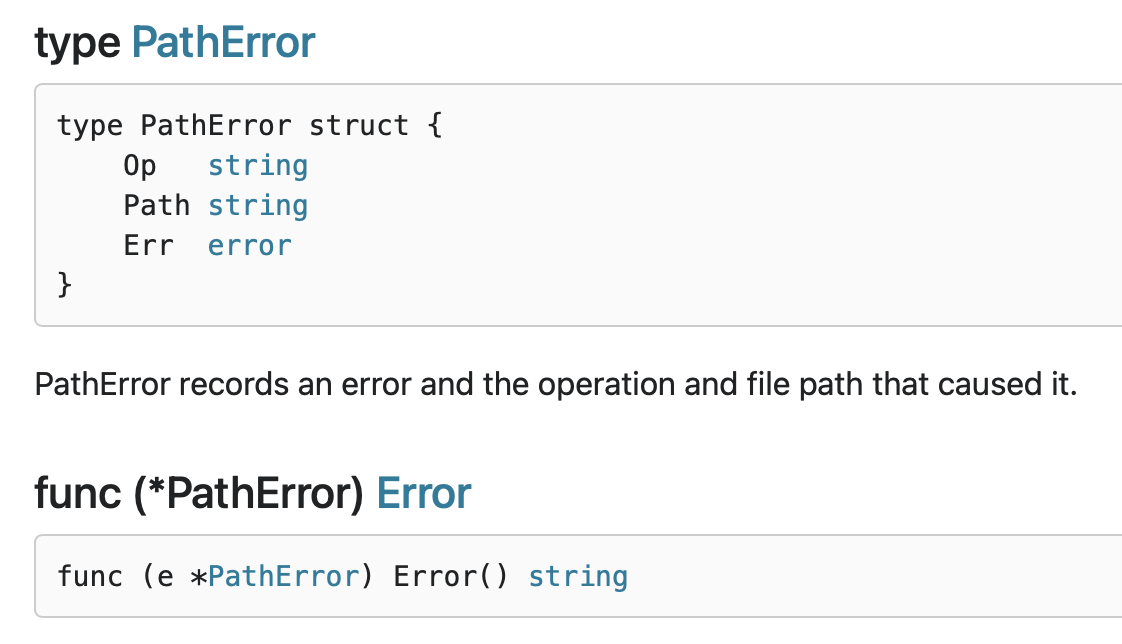 type PathError
type PathError struct {
    Op   string
    Path string
    Err  error
}
PathError records an error and the operation and file path that caused it.
func (*PathError) Error
func (e *PathError) Error() string